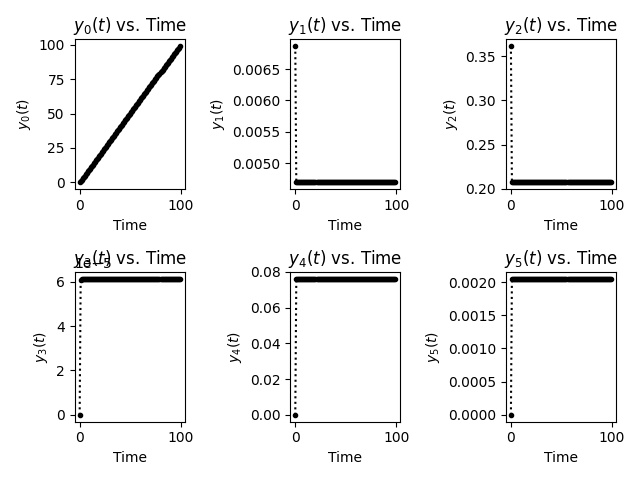 y₀(t) vs. Time
y₁(t) vs. Time
y₂(t) vs. Time
100
75
50
25
0
y₀(t)
0
100
Time
0.0065
0.0060
0.0055
0.0050
y₁(t)
0
100
Time
0.35
0.30
0.25
0.20
y₂(t)
0
100
Time
y₃(t) vs. Time
1e−5
y₄(t) vs. Time
y₅(t) vs. Time
6
4
2
0
y₃(t)
0
100
Time
0.08
0.06
0.04
0.02
0.00
y₄(t)
0
100
Time
0.0020
0.0015
0.0010
0.0005
0.0000
y₅(t)
0
100
Time